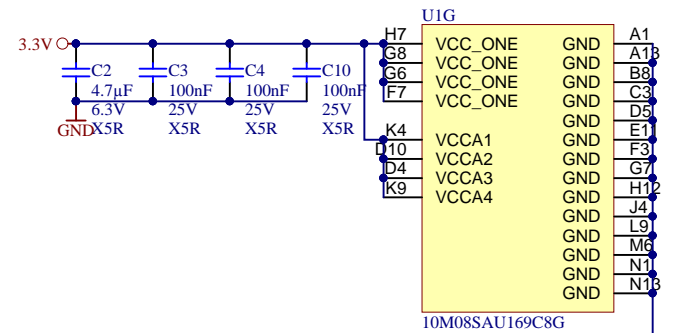 U1G
3.3V
C2
4.7µF
6.3V
X5R
C3
100nF
25V
X5R
C4
100nF
25V
X5R
C10
100nF
25V
X5R
GND
H7 VCC_ONE GND A1
G8 VCC_ONE GND A13
G6 VCC_ONE GND B8
F7 VCC_ONE GND C3
GND D5
K4 VCCA1 GND E11
D10 VCCA2 GND F3
D4 VCCA3 GND G7
K9 VCCA4 GND H12
GND J4
GND L9
GND M6
GND N1
GND N13
10M08SAU169C8G